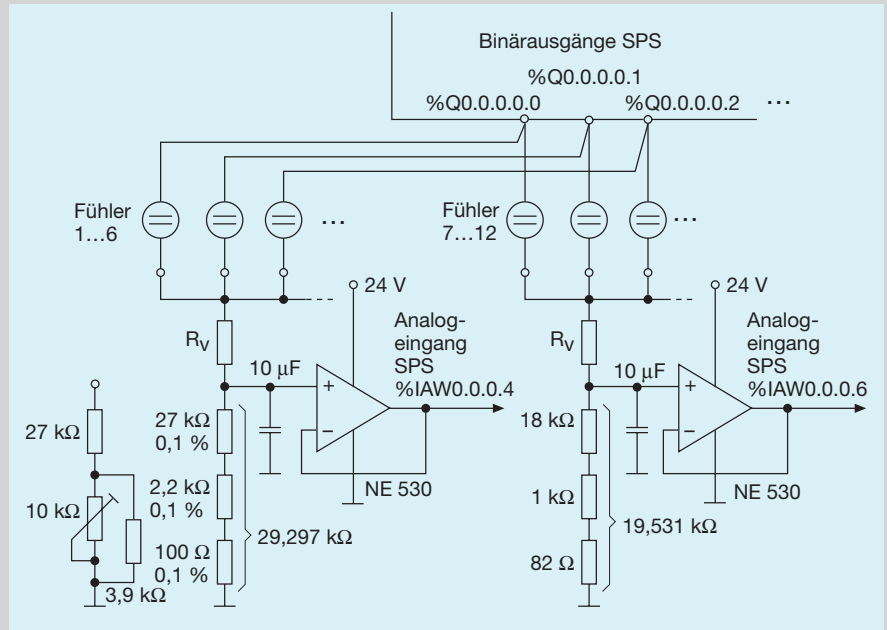 Binärausgänge SPS
%Q0.0.0.0.1
%Q0.0.0.0.0
%Q0.0.0.0.2
...
Fühler
1...6
...
Fühler
7...12
...
24 V
24 V
R_V
Analog-
eingang
SPS
%IAW0.0.0.4
R_V
Analog-
eingang
SPS
%IAW0.0.0.6
10 µF
10 µF
+
−
+
−
27 kΩ
27 kΩ
0,1 %
18 kΩ
NE 530
NE 530
10 kΩ
2,2 kΩ
0,1 %
29,297 kΩ
1 kΩ
19,531 kΩ
100 Ω
0,1 %
82 Ω
3,9 kΩ